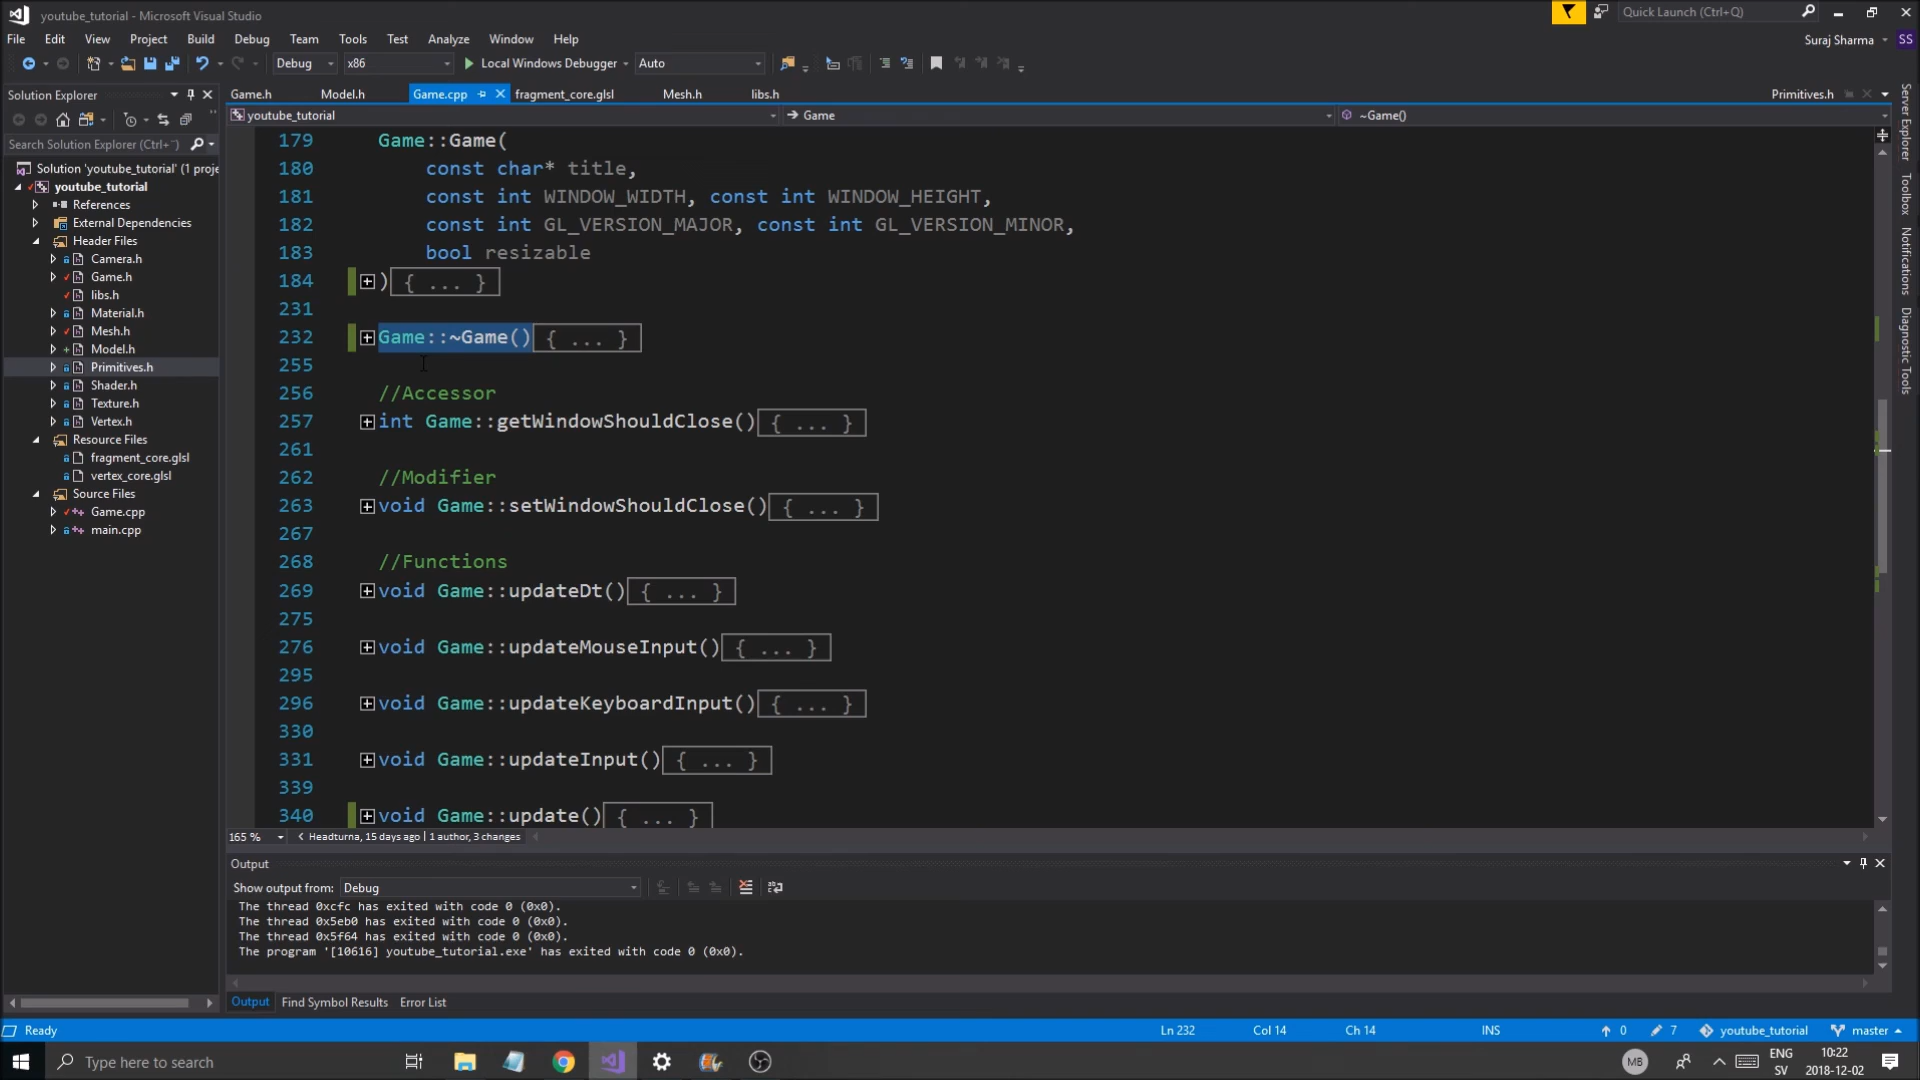 youtube_tutorial - Microsoft Visual Studio
Quick Launch (Ctrl+Q)
File Edit View Project Build Debug Team Tools Test Analyze Window Help
Suraj Sharma SS
Debug x86 Local Windows Debugger Auto
Solution Explorer
Game.h Model.h Game.cpp fragment_core.glsl Mesh.h libs.h Primitives.h
youtube_tutorial Game ~Game()
Search Solution Explorer (Ctrl+
Solution 'youtube_tutorial' (1 proje
youtube_tutorial
References
External Dependencies
Header Files
Camera.h
Game.h
libs.h
Material.h
Mesh.h
Model.h
Primitives.h
Shader.h
Texture.h
Vertex.h
Resource Files
fragment_core.glsl
vertex_core.glsl
Source Files
Game.cpp
main.cpp
179 Game::Game(
180 const char* title,
181 const int WINDOW_WIDTH, const int WINDOW_HEIGHT,
182 const int GL_VERSION_MAJOR, const int GL_VERSION_MINOR,
183 bool resizable
184 ){ ... }
231
232 Game::~Game(){ ... }
255
256 //Accessor
257 int Game::getWindowShouldClose(){ ... }
261
262 //Modifier
263 void Game::setWindowShouldClose(){ ... }
267
268 //Functions
269 void Game::updateDt(){ ... }
275
276 void Game::updateMouseInput(){ ... }
295
296 void Game::updateKeyboardInput(){ ... }
330
331 void Game::updateInput(){ ... }
339
340 void Game::update(){ ... }
165 % Headturna, 15 days ago | 1 author, 3 changes
Server Explorer
Toolbox
Notifications
Diagnostic Tools
Output
Show output from: Debug
The thread 0xcfc has exited with code 0 (0x0).
The thread 0x5eb0 has exited with code 0 (0x0).
The thread 0x5f64 has exited with code 0 (0x0).
The program '[10616] youtube_tutorial.exe' has exited with code 0 (0x0).
Output Find Symbol Results Error List
Ready Ln 232 Col 14 Ch 14 INS 0 7 youtube_tutorial master
Type here to search
MB
ENG
SV
10:22
2018-12-02